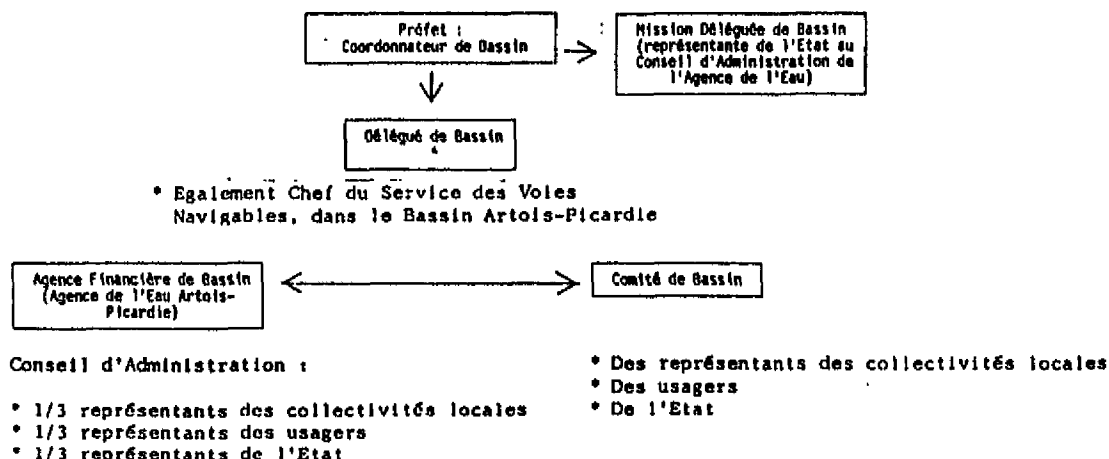 Préfet :
Coordonnateur de Bassin
Mission Déléguée de Bassin
(représentante de l'Etat au
Conseil d'Administration de
l'Agence de l'Eau)
Délégué de Bassin
*
* Egalement Chef du Service des Voies
Navigables, dans le Bassin Artois-Picardie
Agence Financière de Bassin
(Agence de l'Eau Artois-
Picardie)
Comité de Bassin
Conseil d'Administration :
* 1/3 représentants des collectivités locales
* 1/3 représentants des usagers
* 1/3 représentants de l'Etat
* Des représentants des collectivités locales
* Des usagers
* De l'Etat